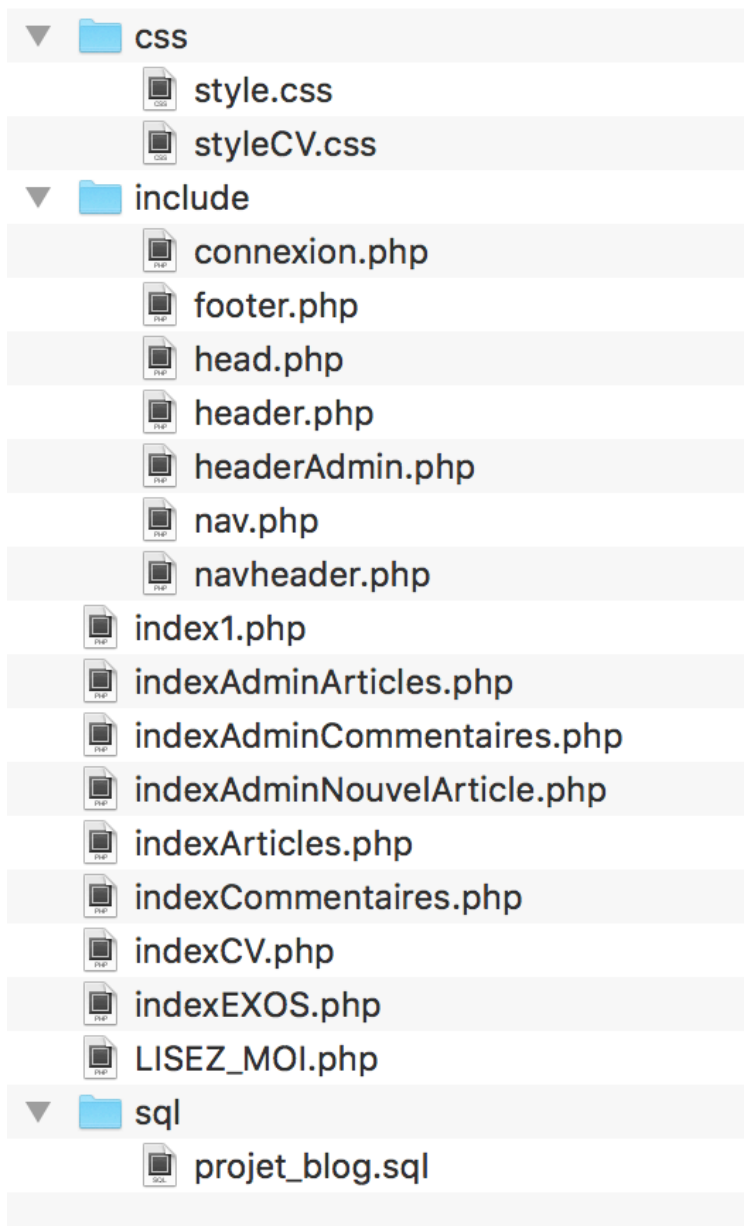 css
style.css
styleCV.css
include
connexion.php
footer.php
head.php
header.php
headerAdmin.php
nav.php
navheader.php
index1.php
indexAdminArticles.php
indexAdminCommentaires.php
indexAdminNouvelArticle.php
indexArticles.php
indexCommentaires.php
indexCV.php
indexEXOS.php
LISEZ_MOI.php
sql
projet_blog.sql